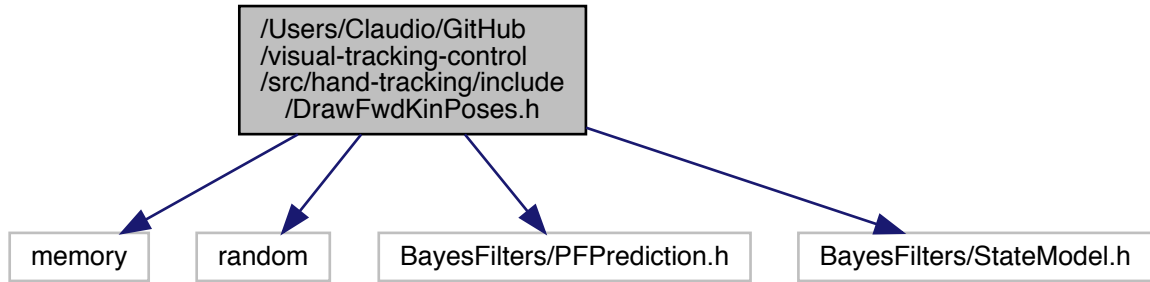 /Users/Claudio/GitHub
/visual-tracking-control
/src/hand-tracking/include
/DrawFwdKinPoses.h
memory
random
BayesFilters/PFPrediction.h
BayesFilters/StateModel.h